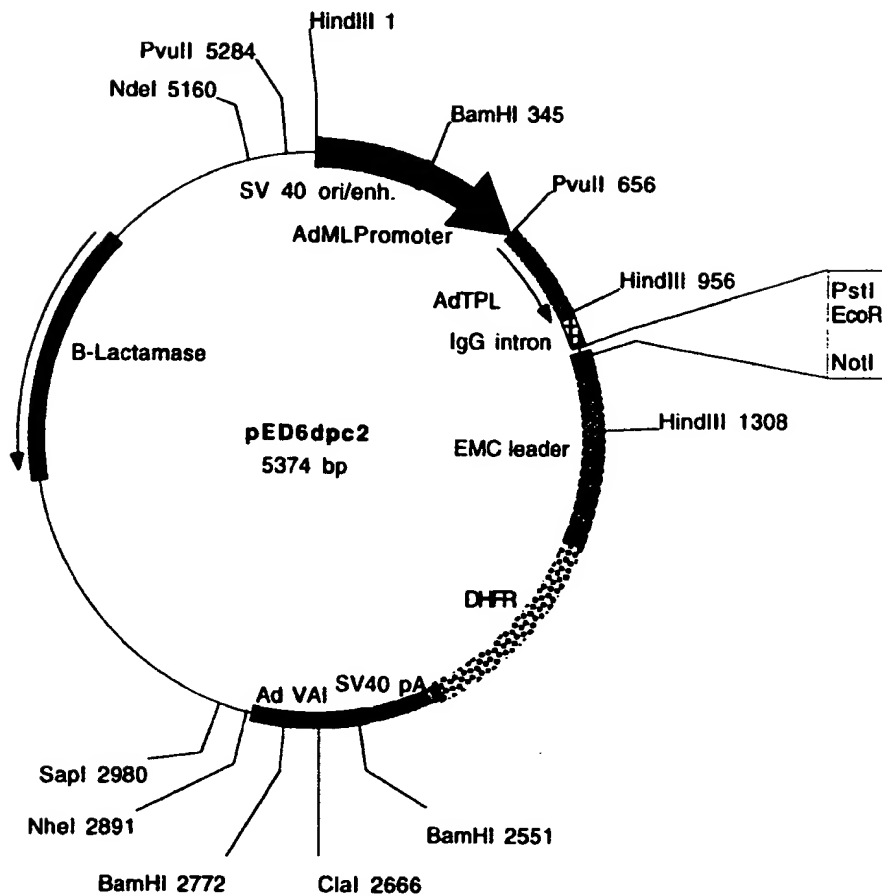 HindIII 1
PvuII 5284
NdeI 5160
BamHI 345
SV 40 ori/enh.
PvuII 656
AdMLPromoter
HindIII 956
AdTPL
PstI
EcoR
IgG intron
NotI
B-Lactamase
HindIII 1308
pED6dpc2
EMC leader
5374 bp
DHFR
SV40 pA
Ad VAI
SapI 2980
NheI 2891
BamHI 2551
BamHI 2772
ClaI 2666